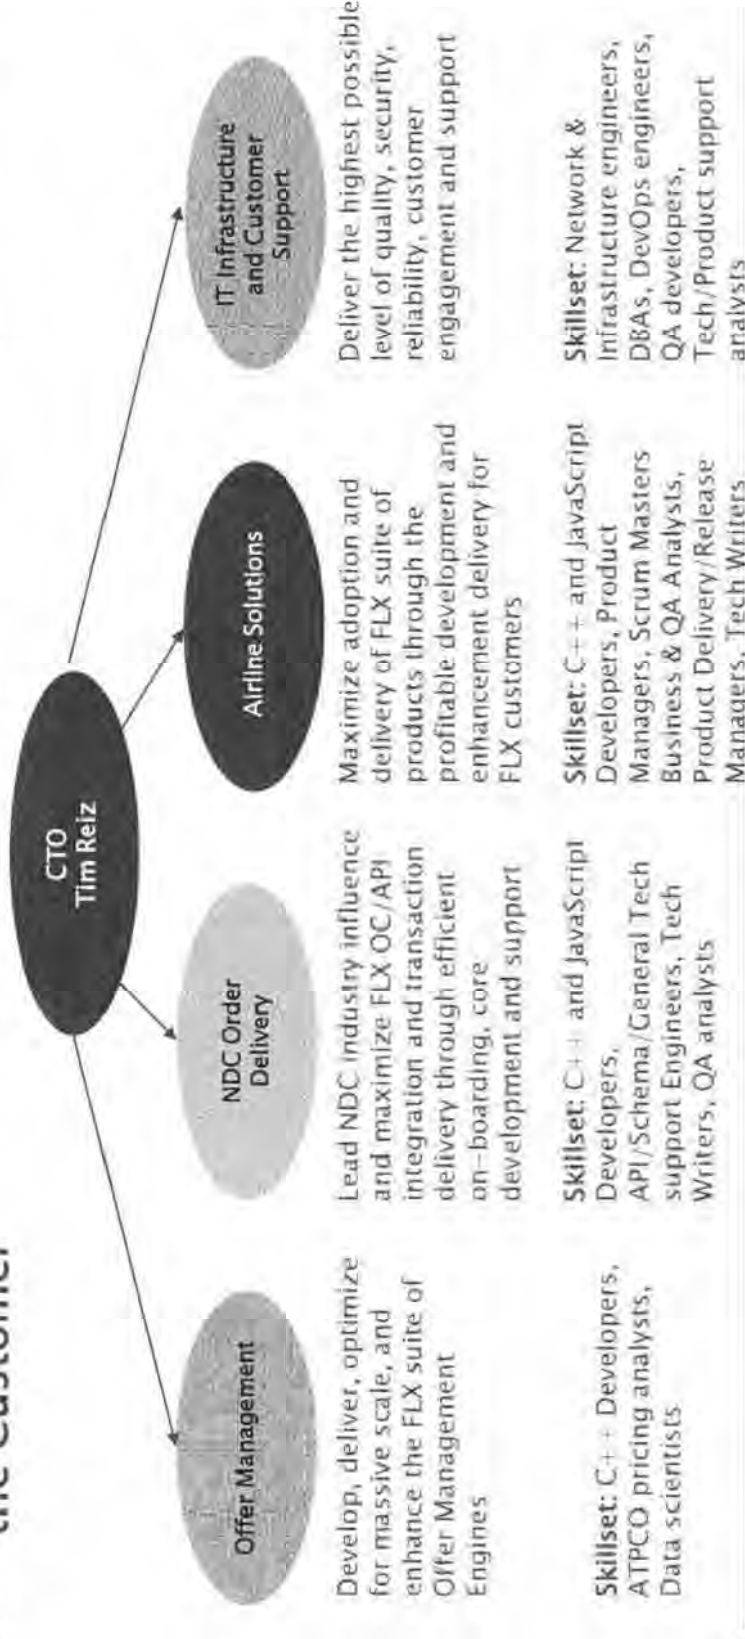 the Customer
CTO
Tim Reiz
Offer Management
Develop, deliver, optimize
for massive scale, and
enhance the FLX suite of
Offer Management
Engines
Skillset: C++ Developers,
ATPCO pricing analysts,
Data scientists
NDC Order
Delivery
Lead NDC industry influence
and maximize FLX OC/API
integration and transaction
delivery through efficient
on-boarding, core
development and support
Skillset: C++ and JavaScript
Developers,
API/Schema/General Tech
support Engineers, Tech
Writers, QA analysts
Airline Solutions
Maximize adoption and
delivery of FLX suite of
products through the
profitable development and
enhancement delivery for
FLX customers
Skillset: C++ and JavaScript
Developers, Product
Managers, Scrum Masters
Business & QA Analysts,
Product Delivery/Release
Managers, Tech Writers
IT Infrastructure
and Customer
Support
Deliver the highest possible
level of quality, security,
reliability, customer
engagement and support
Skillset: Network &
Infrastructure engineers,
DBAs, DevOps engineers,
QA developers,
Tech/Product support
analysts